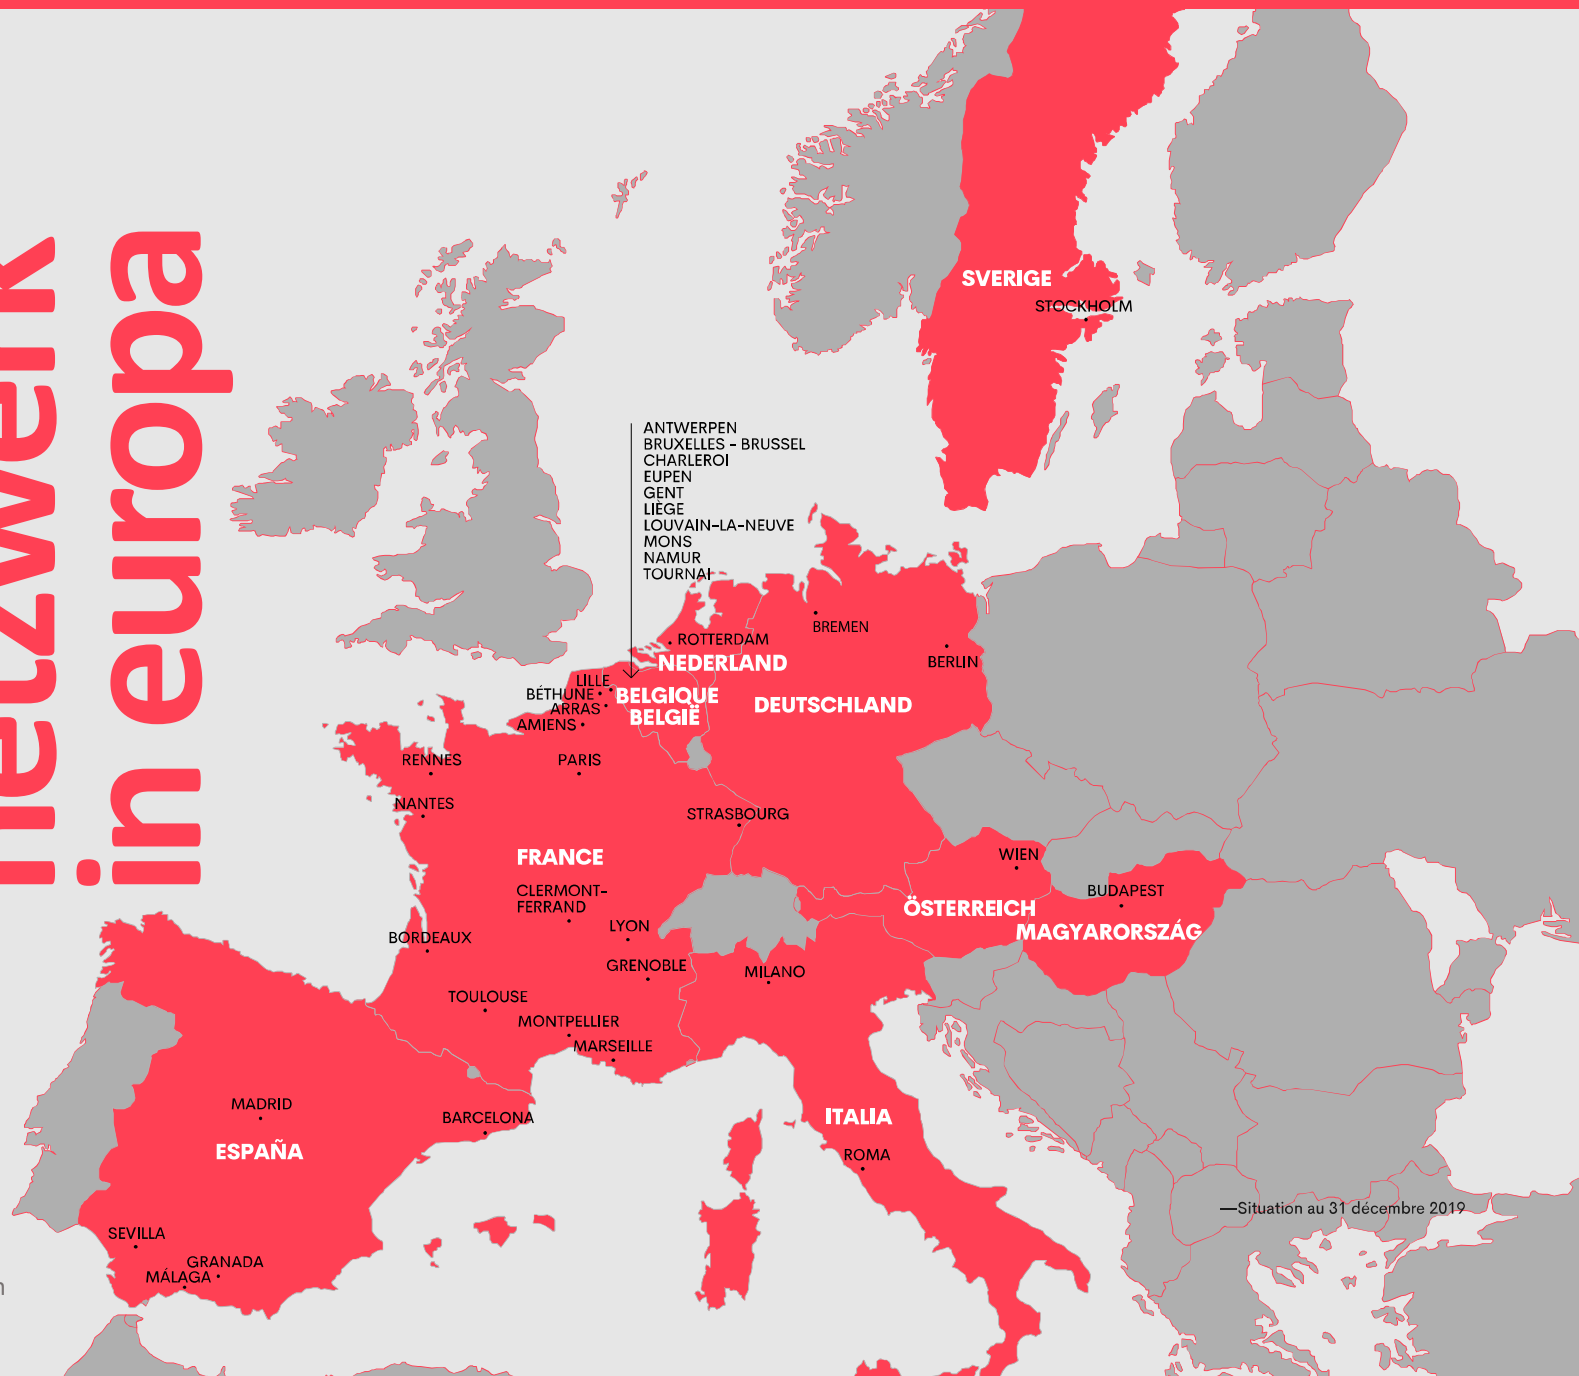 netzwerk
in europa
SVERIGE
STOCKHOLM
ANTWERPEN
BRUXELLES - BRUSSEL
CHARLEROI
EUPEN
GENT
LIÈGE
LOUVAIN-LA-NEUVE
MONS
NAMUR
TOURNAI
BREMEN
ROTTERDAM
NEDERLAND
BERLIN
LILLE
BÉTHUNE
ARRAS
AMIENS
BELGIQUE
BELGIË
DEUTSCHLAND
RENNES
PARIS
NANTES
STRASBOURG
FRANCE
WIEN
CLERMONT-
FERRAND
BUDAPEST
ÖSTERREICH
MAGYARORSZÁG
LYON
BORDEAUX
GRENOBLE
MILANO
TOULOUSE
MONTPELLIER
MARSEILLE
MADRID
BARCELONA
ESPAÑA
ITALIA
ROMA
—Situation au 31 décembre 2019
SEVILLA
GRANADA
MÁLAGA